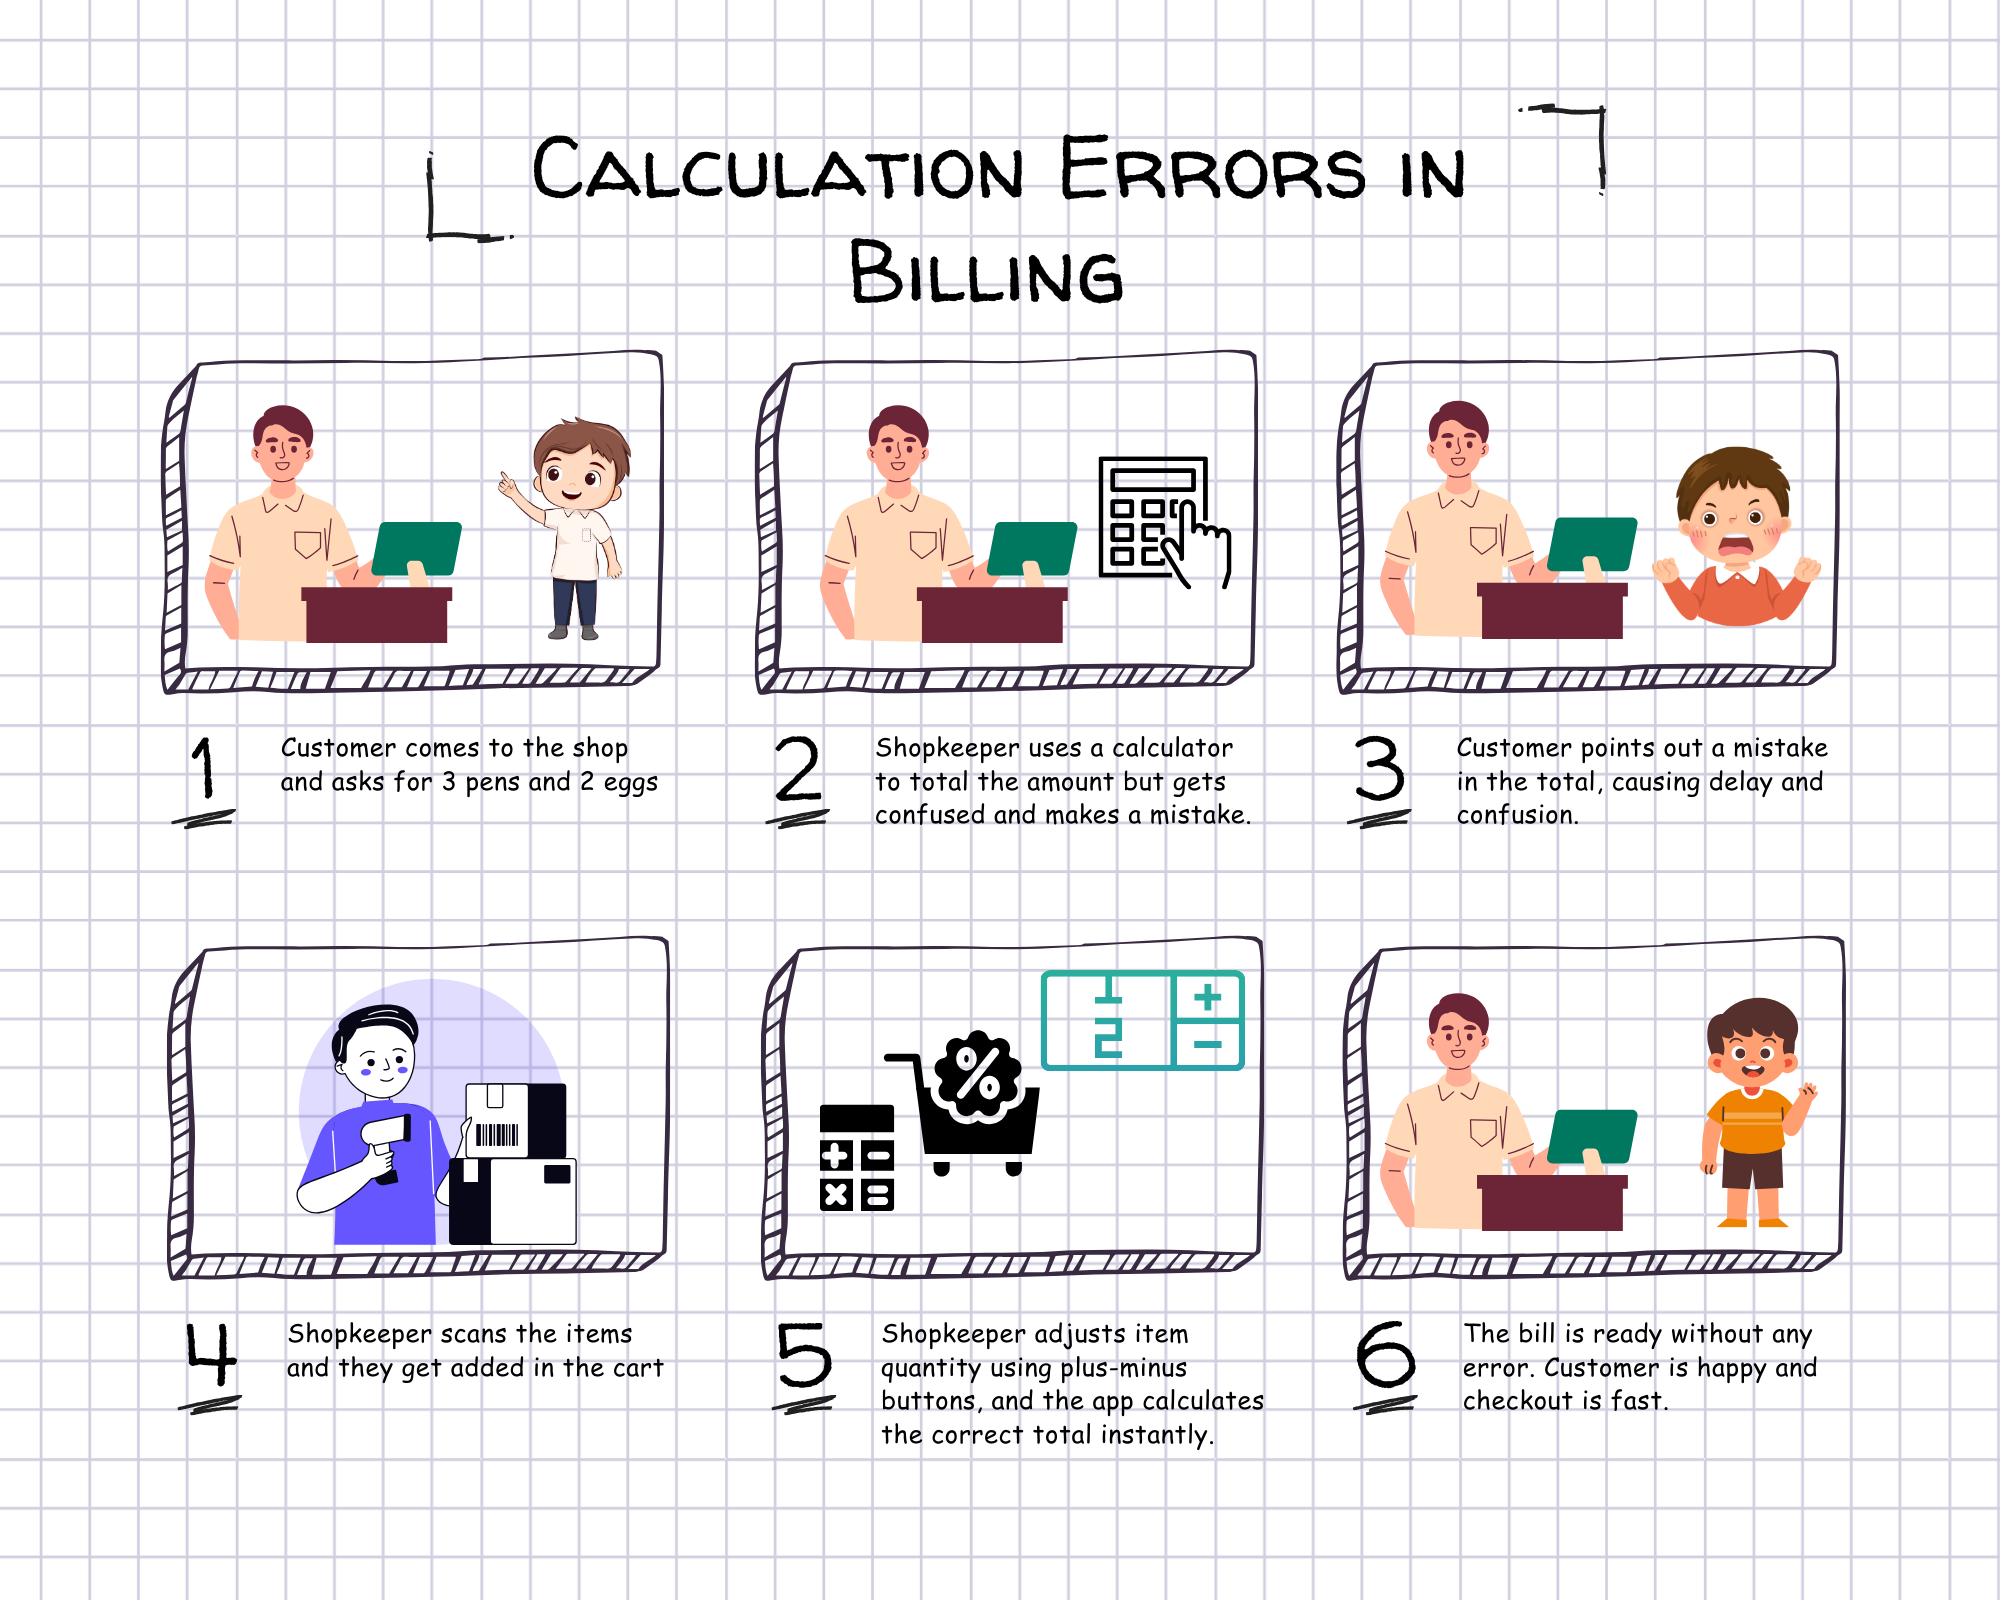 Calculation Errors in
Billing
1
Customer comes to the shop
and asks for 3 pens and 2 eggs
2
Shopkeeper uses a calculator
to total the amount but gets
confused and makes a mistake.
3
Customer points out a mistake
in the total, causing delay and
confusion.
%
1
2
+
-
+
-
×
=
4
Shopkeeper scans the items
and they get added in the cart
5
Shopkeeper adjusts item
quantity using plus-minus
buttons, and the app calculates
the correct total instantly.
6
The bill is ready without any
error. Customer is happy and
checkout is fast.